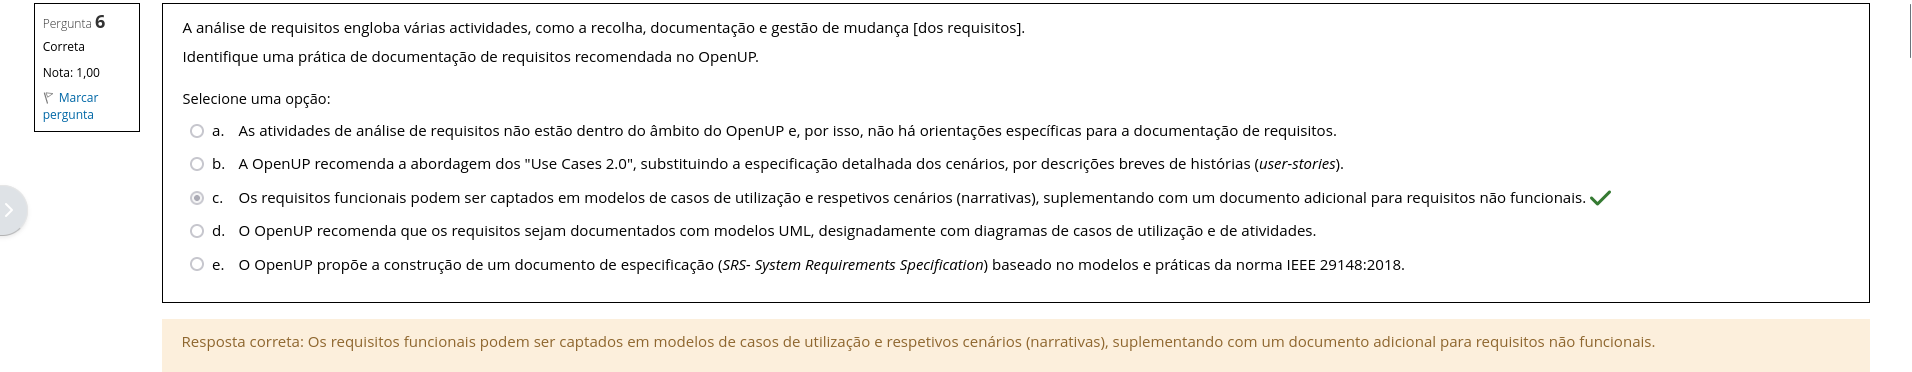 Pergunta 6
Correta
Nota: 1,00
Marcar
pergunta
A análise de requisitos engloba várias actividades, como a recolha, documentação e gestão de mudança [dos requisitos].
Identifique uma prática de documentação de requisitos recomendada no OpenUP.
Selecione uma opção:
a. As atividades de análise de requisitos não estão dentro do âmbito do OpenUP e, por isso, não há orientações específicas para a documentação de requisitos.
b. A OpenUP recomenda a abordagem dos "Use Cases 2.0", substituindo a especificação detalhada dos cenários, por descrições breves de histórias (user-stories).
c. Os requisitos funcionais podem ser captados em modelos de casos de utilização e respetivos cenários (narrativas), suplementando com um documento adicional para requisitos não funcionais.
d. O OpenUP recomenda que os requisitos sejam documentados com modelos UML, designadamente com diagramas de casos de utilização e de atividades.
e. O OpenUP propõe a construção de um documento de especificação (SRS- System Requirements Specification) baseado no modelos e práticas da norma IEEE 29148:2018.
Resposta correta: Os requisitos funcionais podem ser captados em modelos de casos de utilização e respetivos cenários (narrativas), suplementando com um documento adicional para requisitos não funcionais.